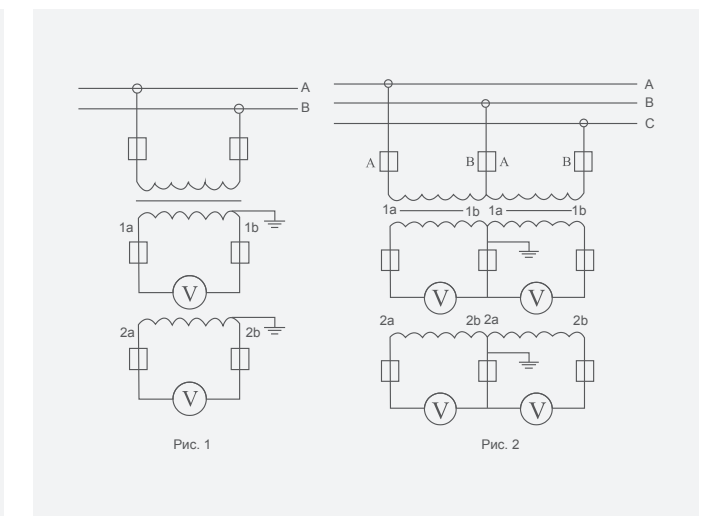 A
B
1a 1b
V
2a 2b
V
Рис. 1
A
B
C
A B A B
1a 1b 1a 1b
V V
2a 2b 2a 2b
V V
Рис. 2